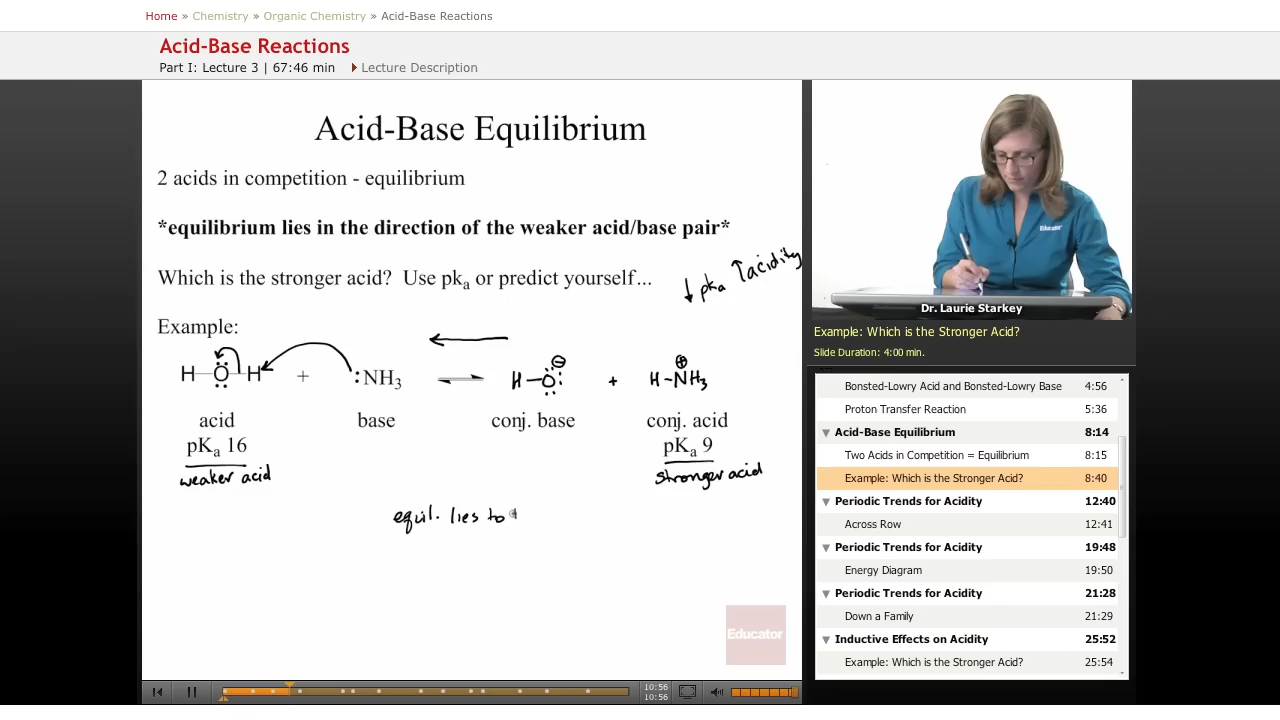 Home » Chemistry » Organic Chemistry » Acid-Base Reactions
Acid-Base Reactions
Part I: Lecture 3 | 67:46 min Lecture Description
Acid-Base Equilibrium
2 acids in competition - equilibrium
*equilibrium lies in the direction of the weaker acid/base pair*
Which is the stronger acid? Use pka or predict yourself...
↓ pka ↑acidity
Example:
H-O-H + :NH3 ⇌ H-O:⊖ + H-NH3⊕
acid base conj. base conj. acid
pKa 16 pKa 9
weaker acid stronger acid
equil. lies to
Educator
Educator
Dr. Laurie Starkey
Example: Which is the Stronger Acid?
Slide Duration: 4:00 min.
Bonsted-Lowry Acid and Bonsted-Lowry Base 4:56
Proton Transfer Reaction 5:36
Acid-Base Equilibrium 8:14
Two Acids in Competition = Equilibrium 8:15
Example: Which is the Stronger Acid? 8:40
Periodic Trends for Acidity 12:40
Across Row 12:41
Periodic Trends for Acidity 19:48
Energy Diagram 19:50
Periodic Trends for Acidity 21:28
Down a Family 21:29
Inductive Effects on Acidity 25:52
Example: Which is the Stronger Acid? 25:54
10:56
10:56